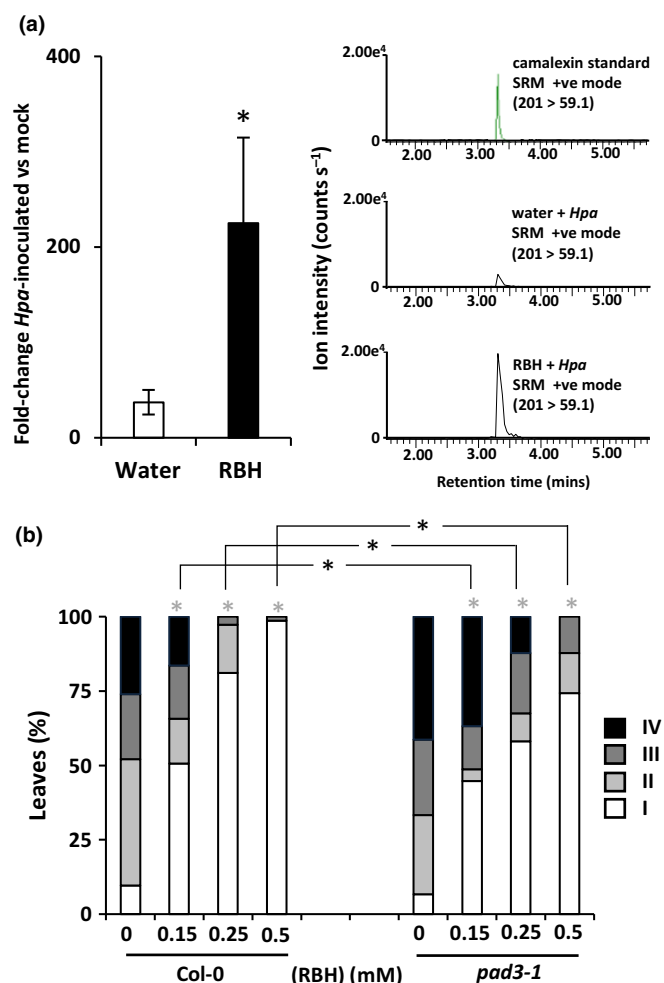 (a)
Fold-change Hpa-inoculated vs mock
400
200
0
*
Water RBH
Ion intensity (counts s⁻¹)
2.00e⁴
camalexin standard
SRM +ve mode
(201 > 59.1)
0
2.00 3.00 4.00 5.00
2.00e⁴
water + Hpa
SRM +ve mode
(201 > 59.1)
0
2.00 3.00 4.00 5.00
2.00e⁴
RBH + Hpa
SRM +ve mode
(201 > 59.1)
0
2.00 3.00 4.00 5.00
Retention time (mins)
(b)
*
*
*
* * * * * *
Leaves (%)
100
75
50
25
0
IV
III
II
I
0 0.15 0.25 0.5 0 0.15 0.25 0.5
Col-0 (RBH) (mM) pad3-1